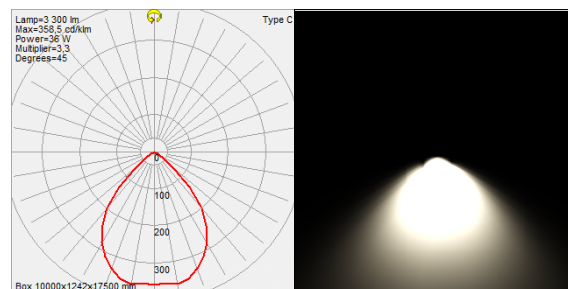 Lamp=3 300 lm
Type C
Max=358,5 cd/klm
Power=36 W
Multiplier=3,3
Degrees=45
0
100
200
300
Box 10000x1242x17500 mm